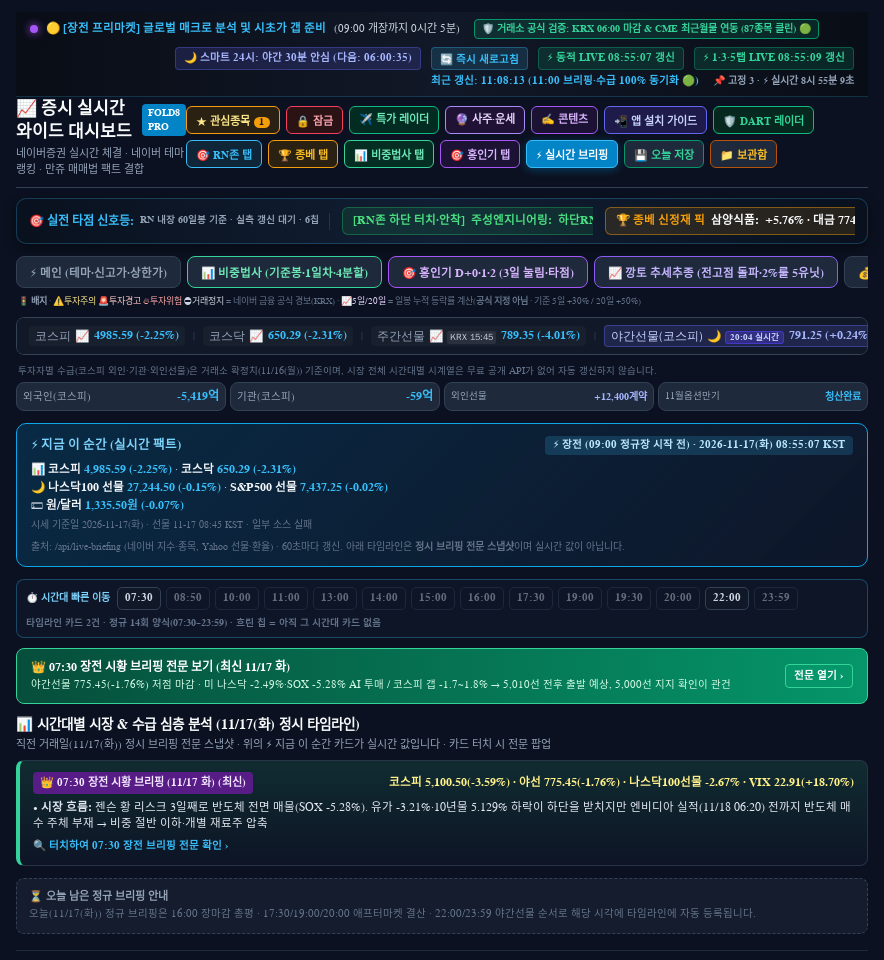 🟡 [장전 프리마켓] 글로벌 매크로 분석 및 시초가 갭 준비 (09:00 개장까지 0시간 5분)
🛡️ 거래소 공식 검증: KRX 06:00 마감 & CME 최근월물 연동 (87종목 클린) 🟢
🌙 스마트 24시: 야간 30분 안심 (다음: 06:00:35)
🔄 즉시 새로고침
⚡ 동적 LIVE 08:55:07 갱신
⚡ 1·3·5탭 LIVE 08:55:09 갱신
최근 갱신: 11:08:13 (11:00 브리핑·수급 100% 동기화 🟢)
📌 고정 3 · ⚡ 실시간 8시 55분 9초
📈 증시 실시간
와이드 대시보드
FOLD8
PRO
네이버증권 실시간 체결 · 네이버 테마
랭킹 · 만쥬 매매법 팩트 결합
★ 관심종목 1
🔒 잠금
✈️ 특가 레이더
🔮 사주·운세
✍️ 콘텐츠
📲 앱 설치 가이드
🛡️ DART 레이더
🎯 RN존 탭
🏆 종베 탭
📊 비중법사 탭
🎯 홍인기 탭
⚡ 실시간 브리핑
💾 오늘 저장
📁 보관함
🎯 실전 타점 신호등: RN 내장 60일봉 기준 · 실측 갱신 대기 · 6칩
[RN존 하단 터치·안착] 주성엔지니어링: 하단RN
🏆 종베 신정재 픽 삼양식품: +5.76% · 대금 774
⚡ 메인 (테마·신고가·상한가)
📊 비중법사 (기준봉·1일차·4분할)
🎯 홍인기 D+0·1·2 (3일 눌림·타점)
📈 깡토 추세추종 (전고점 돌파·2%룰 5유닛)
🚦 배지 · ⚠️투자주의 🚨투자경고 ⛔투자위험 ⛔거래정지 = 네이버 금융 공식 경보(KRX) · 📈5일/20일 = 일봉 누적 등락률 계산(공식 지정 아님 · 기준 5일 +30% / 20일 +50%)
코스피 📈 4985.59 (-2.25%)
코스닥 📈 650.29 (-2.31%)
주간선물 📈 KRX 15:45 789.35 (-4.01%)
야간선물(코스피) 🌙 20:04 실시간 791.25 (+0.24%
투자자별 수급(코스피 외인·기관·외인선물)은 거래소 확정치(11/16(월)) 기준이며, 시장 전체 시간대별 시계열은 무료 공개 API가 없어 자동 갱신하지 않습니다.
외국인(코스피) -5,419억
기관(코스피) -59억
외인선물 +12,400계약
11월옵션만기 청산완료
⚡ 지금 이 순간 (실시간 팩트)
⚡ 장전 (09:00 정규장 시작 전) · 2026-11-17(화) 08:55:07 KST
📊 코스피 4,985.59 (-2.25%) · 코스닥 650.29 (-2.31%)
🌙 나스닥100 선물 27,244.50 (-0.15%) · S&P500 선물 7,437.25 (-0.02%)
💵 원/달러 1,335.50원 (-0.07%)
시세 기준일 2026-11-17(화) · 선물 11-17 08:45 KST · 일부 소스 실패
출처: /api/live-briefing (네이버 지수·종목, Yahoo 선물·환율) · 60초마다 갱신. 아래 타임라인은 정시 브리핑 전문 스냅샷이며 실시간 값이 아닙니다.
⏱️ 시간대 빠른 이동 07:30 08:50 10:00 11:00 13:00 14:00 15:00 16:00 17:30 19:00 19:30 20:00 22:00 23:59
타임라인 카드 2건 · 정규 14회 양식(07:30~23:59) · 흐린 칩 = 아직 그 시간대 카드 없음
👑 07:30 장전 시황 브리핑 전문 보기 (최신 11/17 화)
야간선물 775.45(-1.76%) 저점 마감 · 미 나스닥 -2.49%·SOX -5.28% AI 투매 / 코스피 갭 -1.7~1.8% → 5,010선 전후 출발 예상, 5,000선 지지 확인이 관건
전문 열기 ›
📊 시간대별 시장 & 수급 심층 분석 (11/17(화) 정시 타임라인)
직전 거래일(11/17(화)) 정시 브리핑 전문 스냅샷 · 위의 ⚡ 지금 이 순간 카드가 실시간 값입니다 · 카드 터치 시 전문 팝업
👑 07:30 장전 시황 브리핑 (11/17 화) (최신)
코스피 5,100.50(-3.59%) · 야선 775.45(-1.76%) · 나스닥100선물 -2.67% · VIX 22.91(+18.70%)
• 시장 흐름: 젠슨 황 리스크 3일째로 반도체 전면 매물(SOX -5.28%). 유가 -3.21%·10년물 5.129% 하락이 하단을 받치지만 엔비디아 실적(11/18 06:20) 전까지 반도체 매
수 주체 부재 → 비중 절반 이하·개별 재료주 압축
🔍 터치하여 07:30 장전 브리핑 전문 확인 ›
⏳ 오늘 남은 정규 브리핑 안내
오늘(11/17(화)) 정규 브리핑은 16:00 장마감 총평 · 17:30/19:00/20:00 애프터마켓 결산 · 22:00/23:59 야간선물 순서로 해당 시각에 타임라인에 자동 등록됩니다.